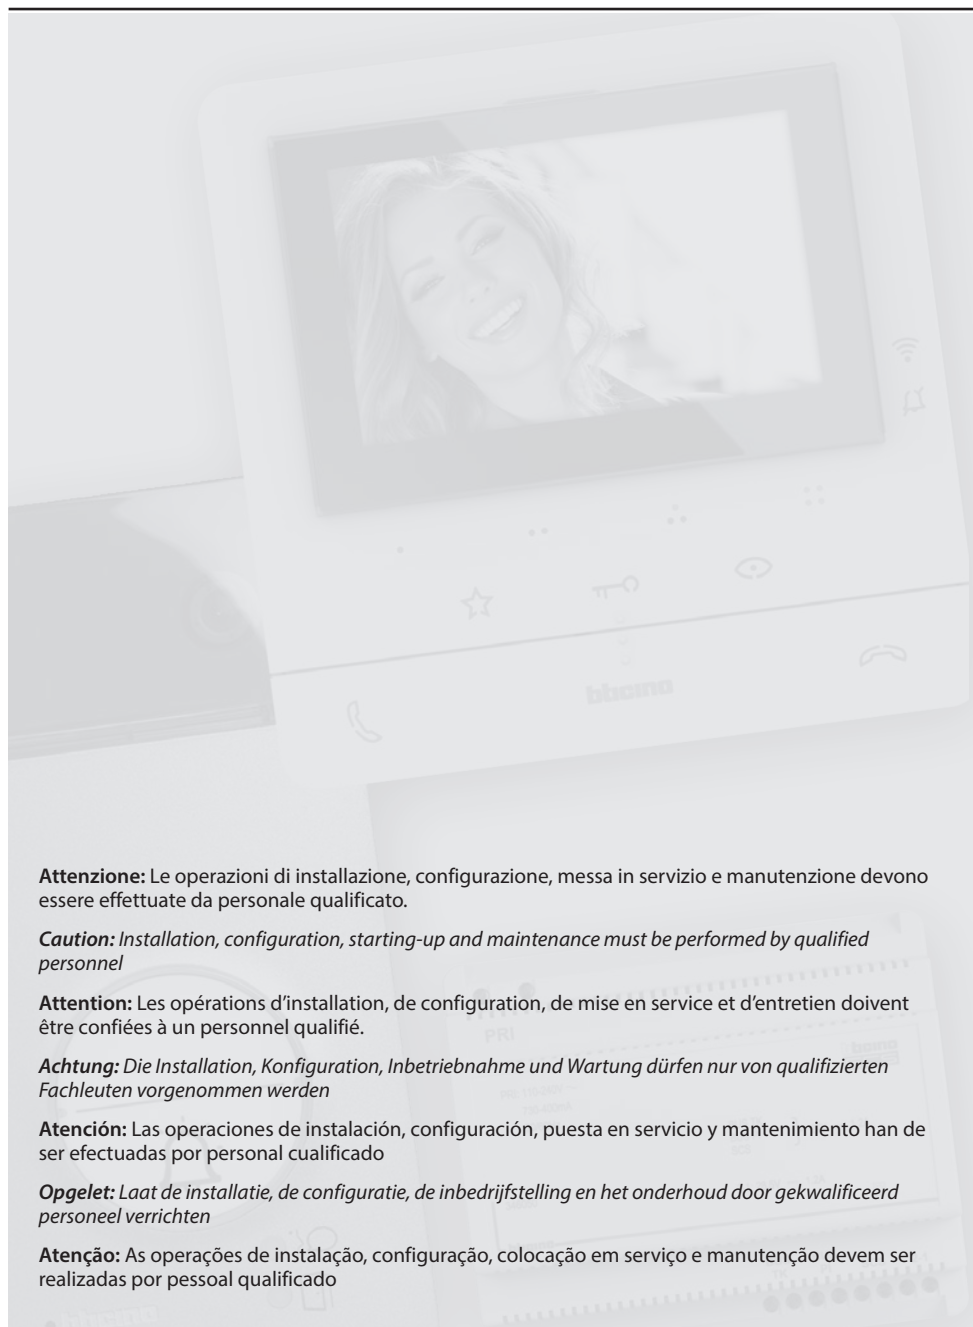 bticino
Attenzione: Le operazioni di installazione, configurazione, messa in servizio e manutenzione devono
essere effettuate da personale qualificato.
Caution: Installation, configuration, starting-up and maintenance must be performed by qualified
personnel
Attention: Les opérations d’installation, de configuration, de mise en service et d’entretien doivent
être confiées à un personnel qualifié.
PRI
Achtung: Die Installation, Konfiguration, Inbetriebnahme und Wartung dürfen nur von qualifizierten
Fachleuten vorgenommen werden
Atención: Las operaciones de instalación, configuración, puesta en servicio y mantenimiento han de
ser efectuadas por personal cualificado
Opgelet: Laat de installatie, de configuratie, de inbedrijfstelling en het onderhoud door gekwalificeerd
personeel verrichten
Atenção: As operações de instalação, configuração, colocação em serviço e manutenção devem ser
realizadas por pessoal qualificado
bticino